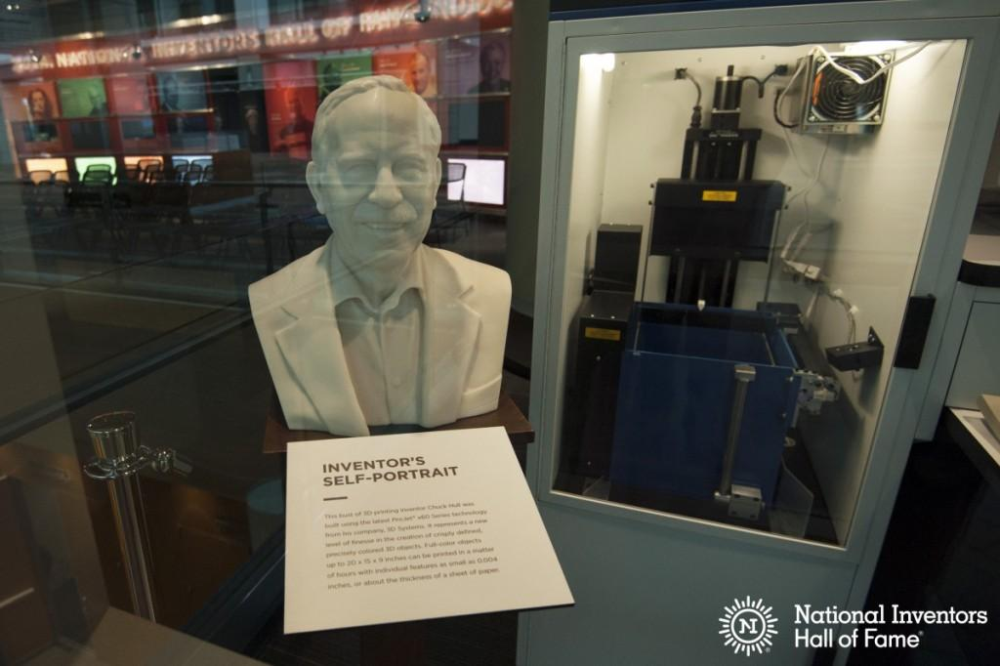 NATIONAL INVENTORS HALL OF FAME
INVENTOR'S
SELF-PORTRAIT
This bust of 3D printing inventor Chuck Hull was
built using the latest ProJet® x60 Series technology
from his company, 3D Systems. It represents a new
level of finesse in the creation of crisply defined,
precisely colored 3D objects. Full-color objects
up to 20 x 15 x 9 inches can be printed in a matter
of hours with individual features as small as 0.004
inches, or about the thickness of a sheet of paper.
N
National Inventors
Hall of Fame®